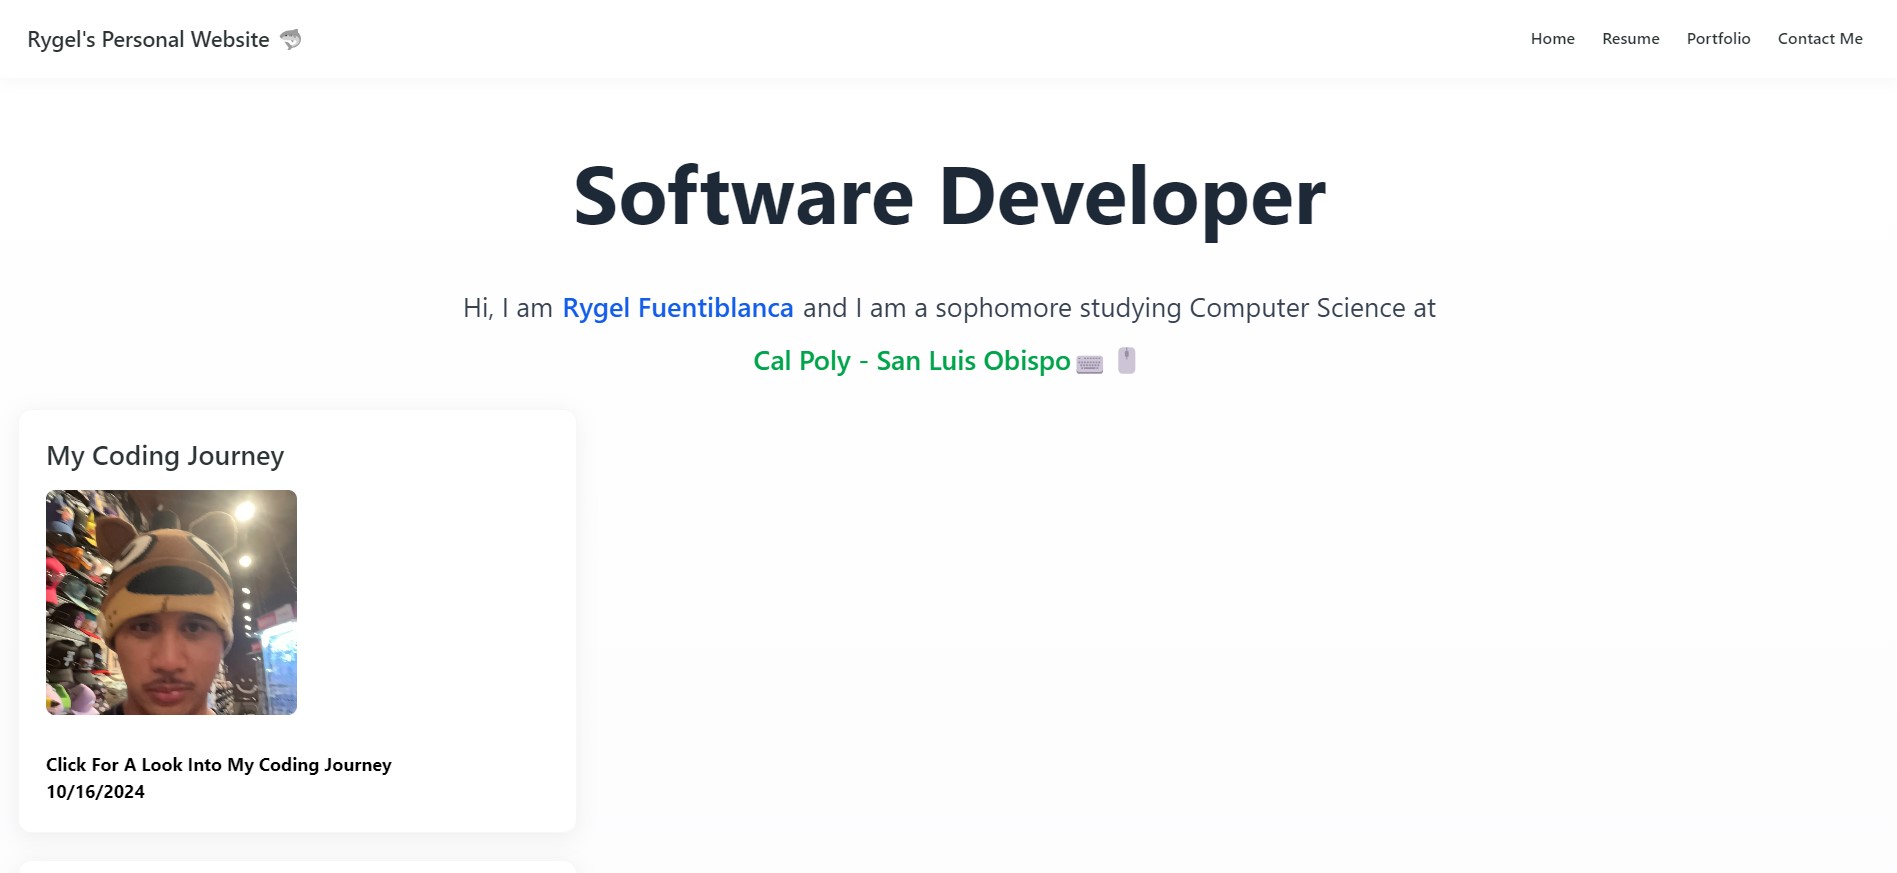 Rygel's Personal Website 🦈
Home Resume Portfolio Contact Me
Software Developer
Hi, I am Rygel Fuentiblanca and I am a sophomore studying Computer Science at
Cal Poly - San Luis Obispo⌨️ 🖱️
My Coding Journey
Click For A Look Into My Coding Journey
10/16/2024